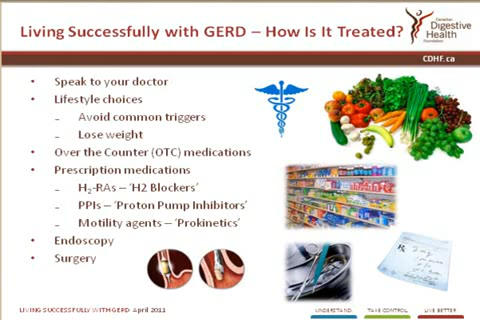 Living Successfully with GERD – How Is It Treated?
Canadian
Digestive
Health
Foundation
CDHF.ca
• Speak to your doctor
• Lifestyle choices
– Avoid common triggers
– Lose weight
• Over the Counter (OTC) medications
• Prescription medications
– H₂-RAs – ‘H2 Blockers’
– PPIs – ‘Proton Pump Inhibitors’
– Motility agents – ‘Prokinetics’
• Endoscopy
• Surgery
LIVING SUCCESSFULLY WITH GERD April 2011
UNDERSTAND TAKE CONTROL LIVE BETTER